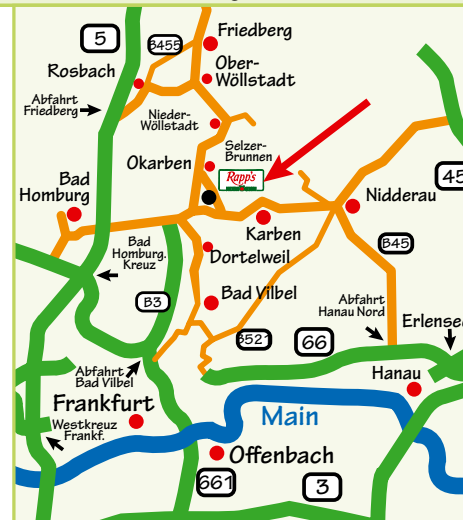 Friedberg
5
B455
Ober-
Wöllstadt
Rosbach
Abfahrt
Friedberg
Nieder-
Wöllstadt
Selzer-
Brunnen
Okarben
Rapp's
Bad
Homburg
Nidderau
45
Karben
Bad
Homburg.
Kreuz
Dortelweil
B45
B3
Bad Vilbel
Abfahrt
Hanau Nord
B521
66
Erlensee
Abfahrt
Bad Vilbel
Hanau
Frankfurt
Main
Westkreuz
Frankf.
Offenbach
661
3